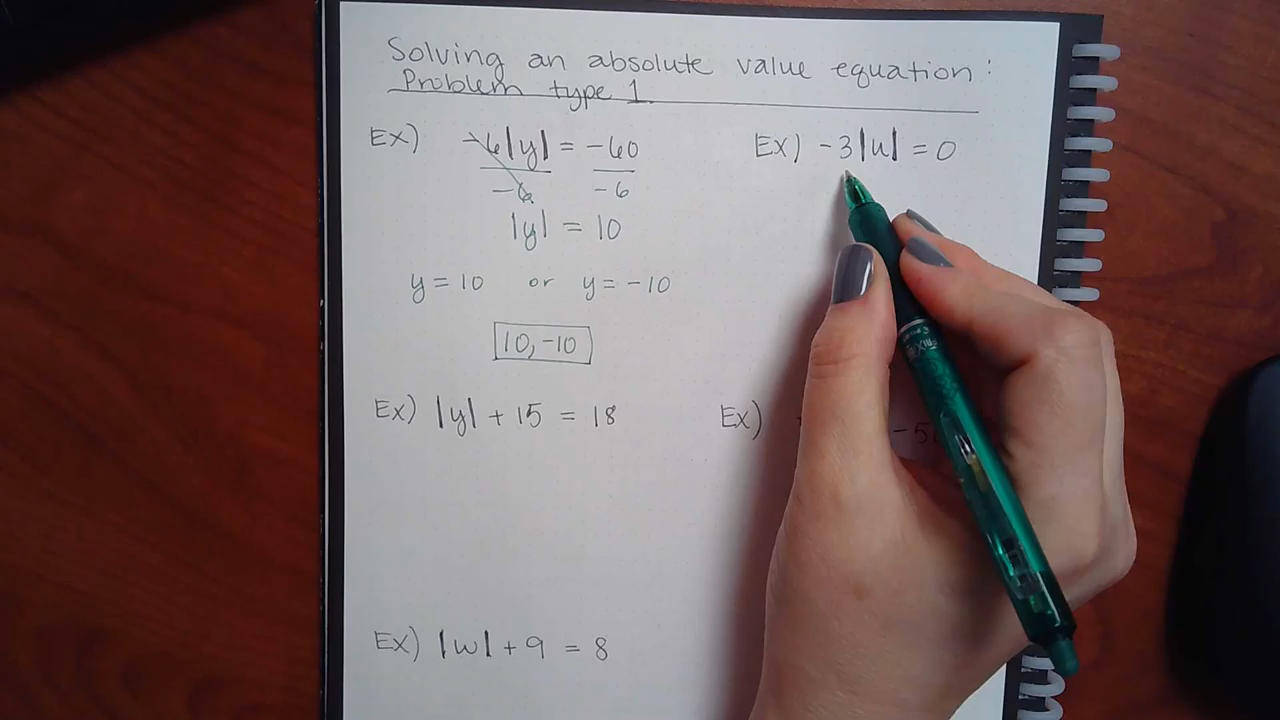 Solving an absolute value equation:
Problem type 1
Ex) -6|y| = -60
-6 -6
|y| = 10
y = 10 or y = -10
10, -10
Ex) -3|u| = 0
Ex) |y| + 15 = 18
Ex)
Ex) |w| + 9 = 8